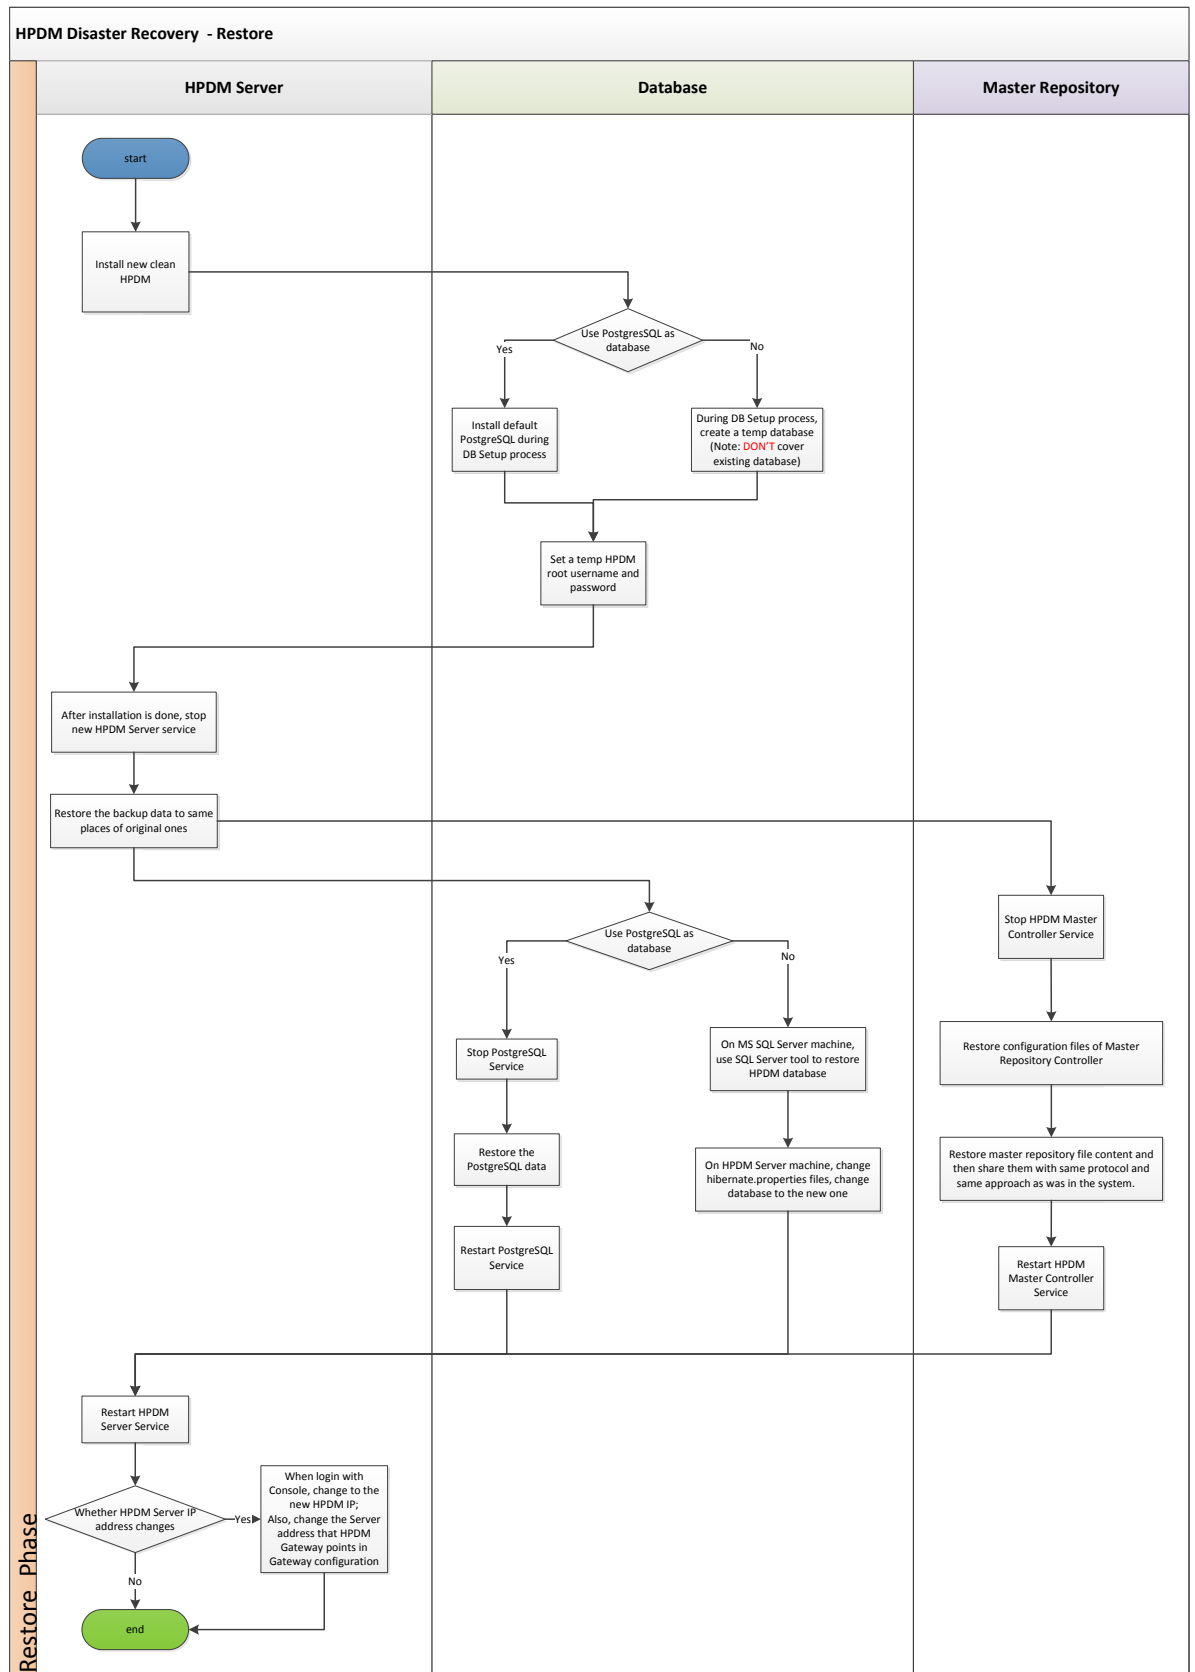 HPDM Disaster Recovery - Restore
HPDM Server
Database
Master Repository
start
Install new clean
HPDM
Use PostgresSQL as
database
Yes
No
Install default
PostgreSQL during
DB Setup process
During DB Setup process,
create a temp database
(Note: DON'T cover
existing database)
Set a temp HPDM
root username and
password
After installation is done, stop
new HPDM Server service
Restore the backup data to same
places of original ones
Use PostgreSQL as
database
Yes
No
Stop HPDM Master
Controller Service
Stop PostgreSQL
Service
On MS SQL Server machine,
use SQL Server tool to restore
HPDM database
Restore configuration files of Master
Repository Controller
Restore the
PostgreSQL data
On HPDM Server machine, change
hibernate.properties files, change
database to the new one
Restore master repository file content and
then share them with same protocol and
same approach as was in the system.
Restart PostgreSQL
Service
Restart HPDM
Master Controller
Service
Restart HPDM
Server Service
Whether HPDM Server IP
address changes
Yes
When login with
Console, change to the
new HPDM IP;
Also, change the Server
address that HPDM
Gateway points in
Gateway configuration
No
end
Restore Phase